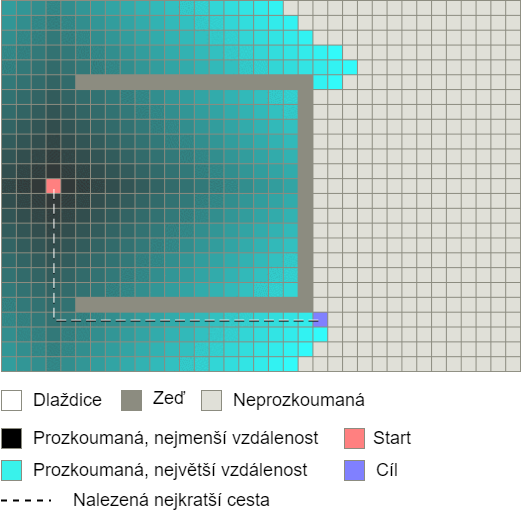 Dlaždice Zeď Neprozkoumaná
Prozkoumaná, nejmenší vzdálenost Start
Prozkoumaná, největší vzdálenost Cíl
Nalezená nejkratší cesta